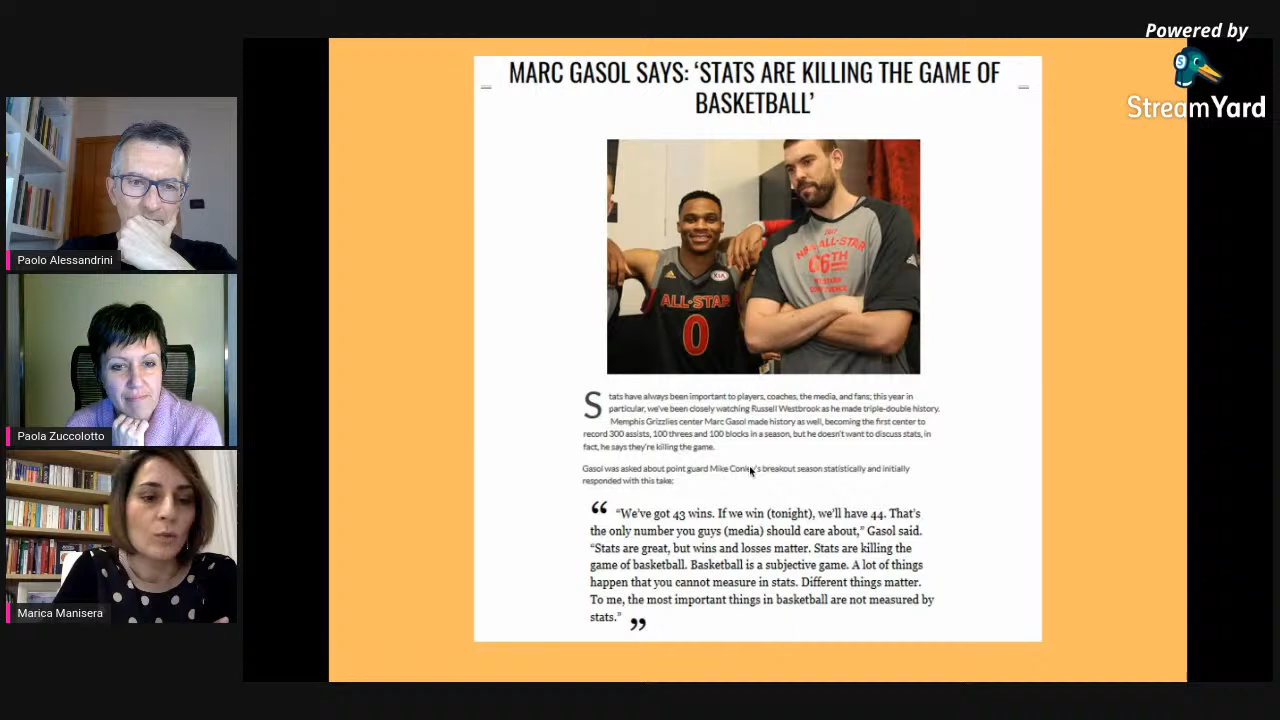 Powered by
StreamYard
MARC GASOL SAYS: ‘STATS ARE KILLING THE GAME OF
BASKETBALL’
ALL-STAR
0
2017
NBA ALL-STAR
66TH
KIA
Stats have always been important to players, coaches, the media, and fans; this year in
particular, we've been closely watching Russell Westbrook as he made triple-double history.
Memphis Grizzlies center Marc Gasol made history as well, becoming the first center to
record 300 assists, 100 threes and 100 blocks in a season, but he doesn't want to discuss stats, in
fact, he says they're killing the game.
Gasol was asked about point guard Mike Conley's breakout season statistically and initially
responded with this take:
“ “We’ve got 43 wins. If we win (tonight), we’ll have 44. That’s
the only number you guys (media) should care about,” Gasol said.
“Stats are great, but wins and losses matter. Stats are killing the
game of basketball. Basketball is a subjective game. A lot of things
happen that you cannot measure in stats. Different things matter.
To me, the most important things in basketball are not measured by
stats.” ”
Paolo Alessandrini
Paola Zuccolotto
Marica Manisera